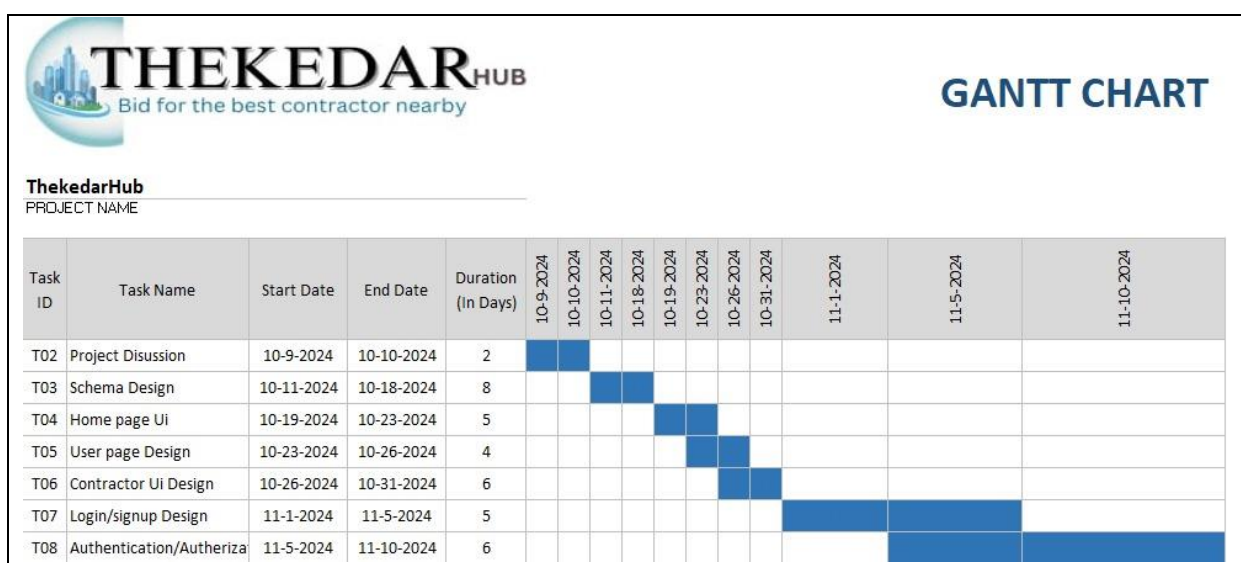 THEKEDARHUB
Bid for the best contractor nearby
GANTT CHART
ThekedarHub
PROJECT NAME
Task ID Task Name Start Date End Date Duration (In Days) 10-9-2024 10-10-2024 10-11-2024 10-18-2024 10-19-2024 10-23-2024 10-26-2024 10-31-2024 11-1-2024 11-5-2024 11-10-2024
T02 Project Disussion 10-9-2024 10-10-2024 2
T03 Schema Design 10-11-2024 10-18-2024 8
T04 Home page Ui 10-19-2024 10-23-2024 5
T05 User page Design 10-23-2024 10-26-2024 4
T06 Contractor Ui Design 10-26-2024 10-31-2024 6
T07 Login/signup Design 11-1-2024 11-5-2024 5
T08 Authentication/Autheriza 11-5-2024 11-10-2024 6